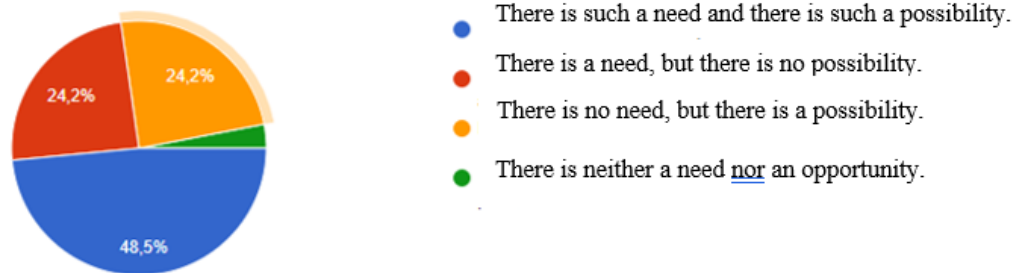 There is such a need and there is such a possibility.
There is a need, but there is no possibility.
There is no need, but there is a possibility.
There is neither a need nor an opportunity.
24,2%
24,2%
48,5%